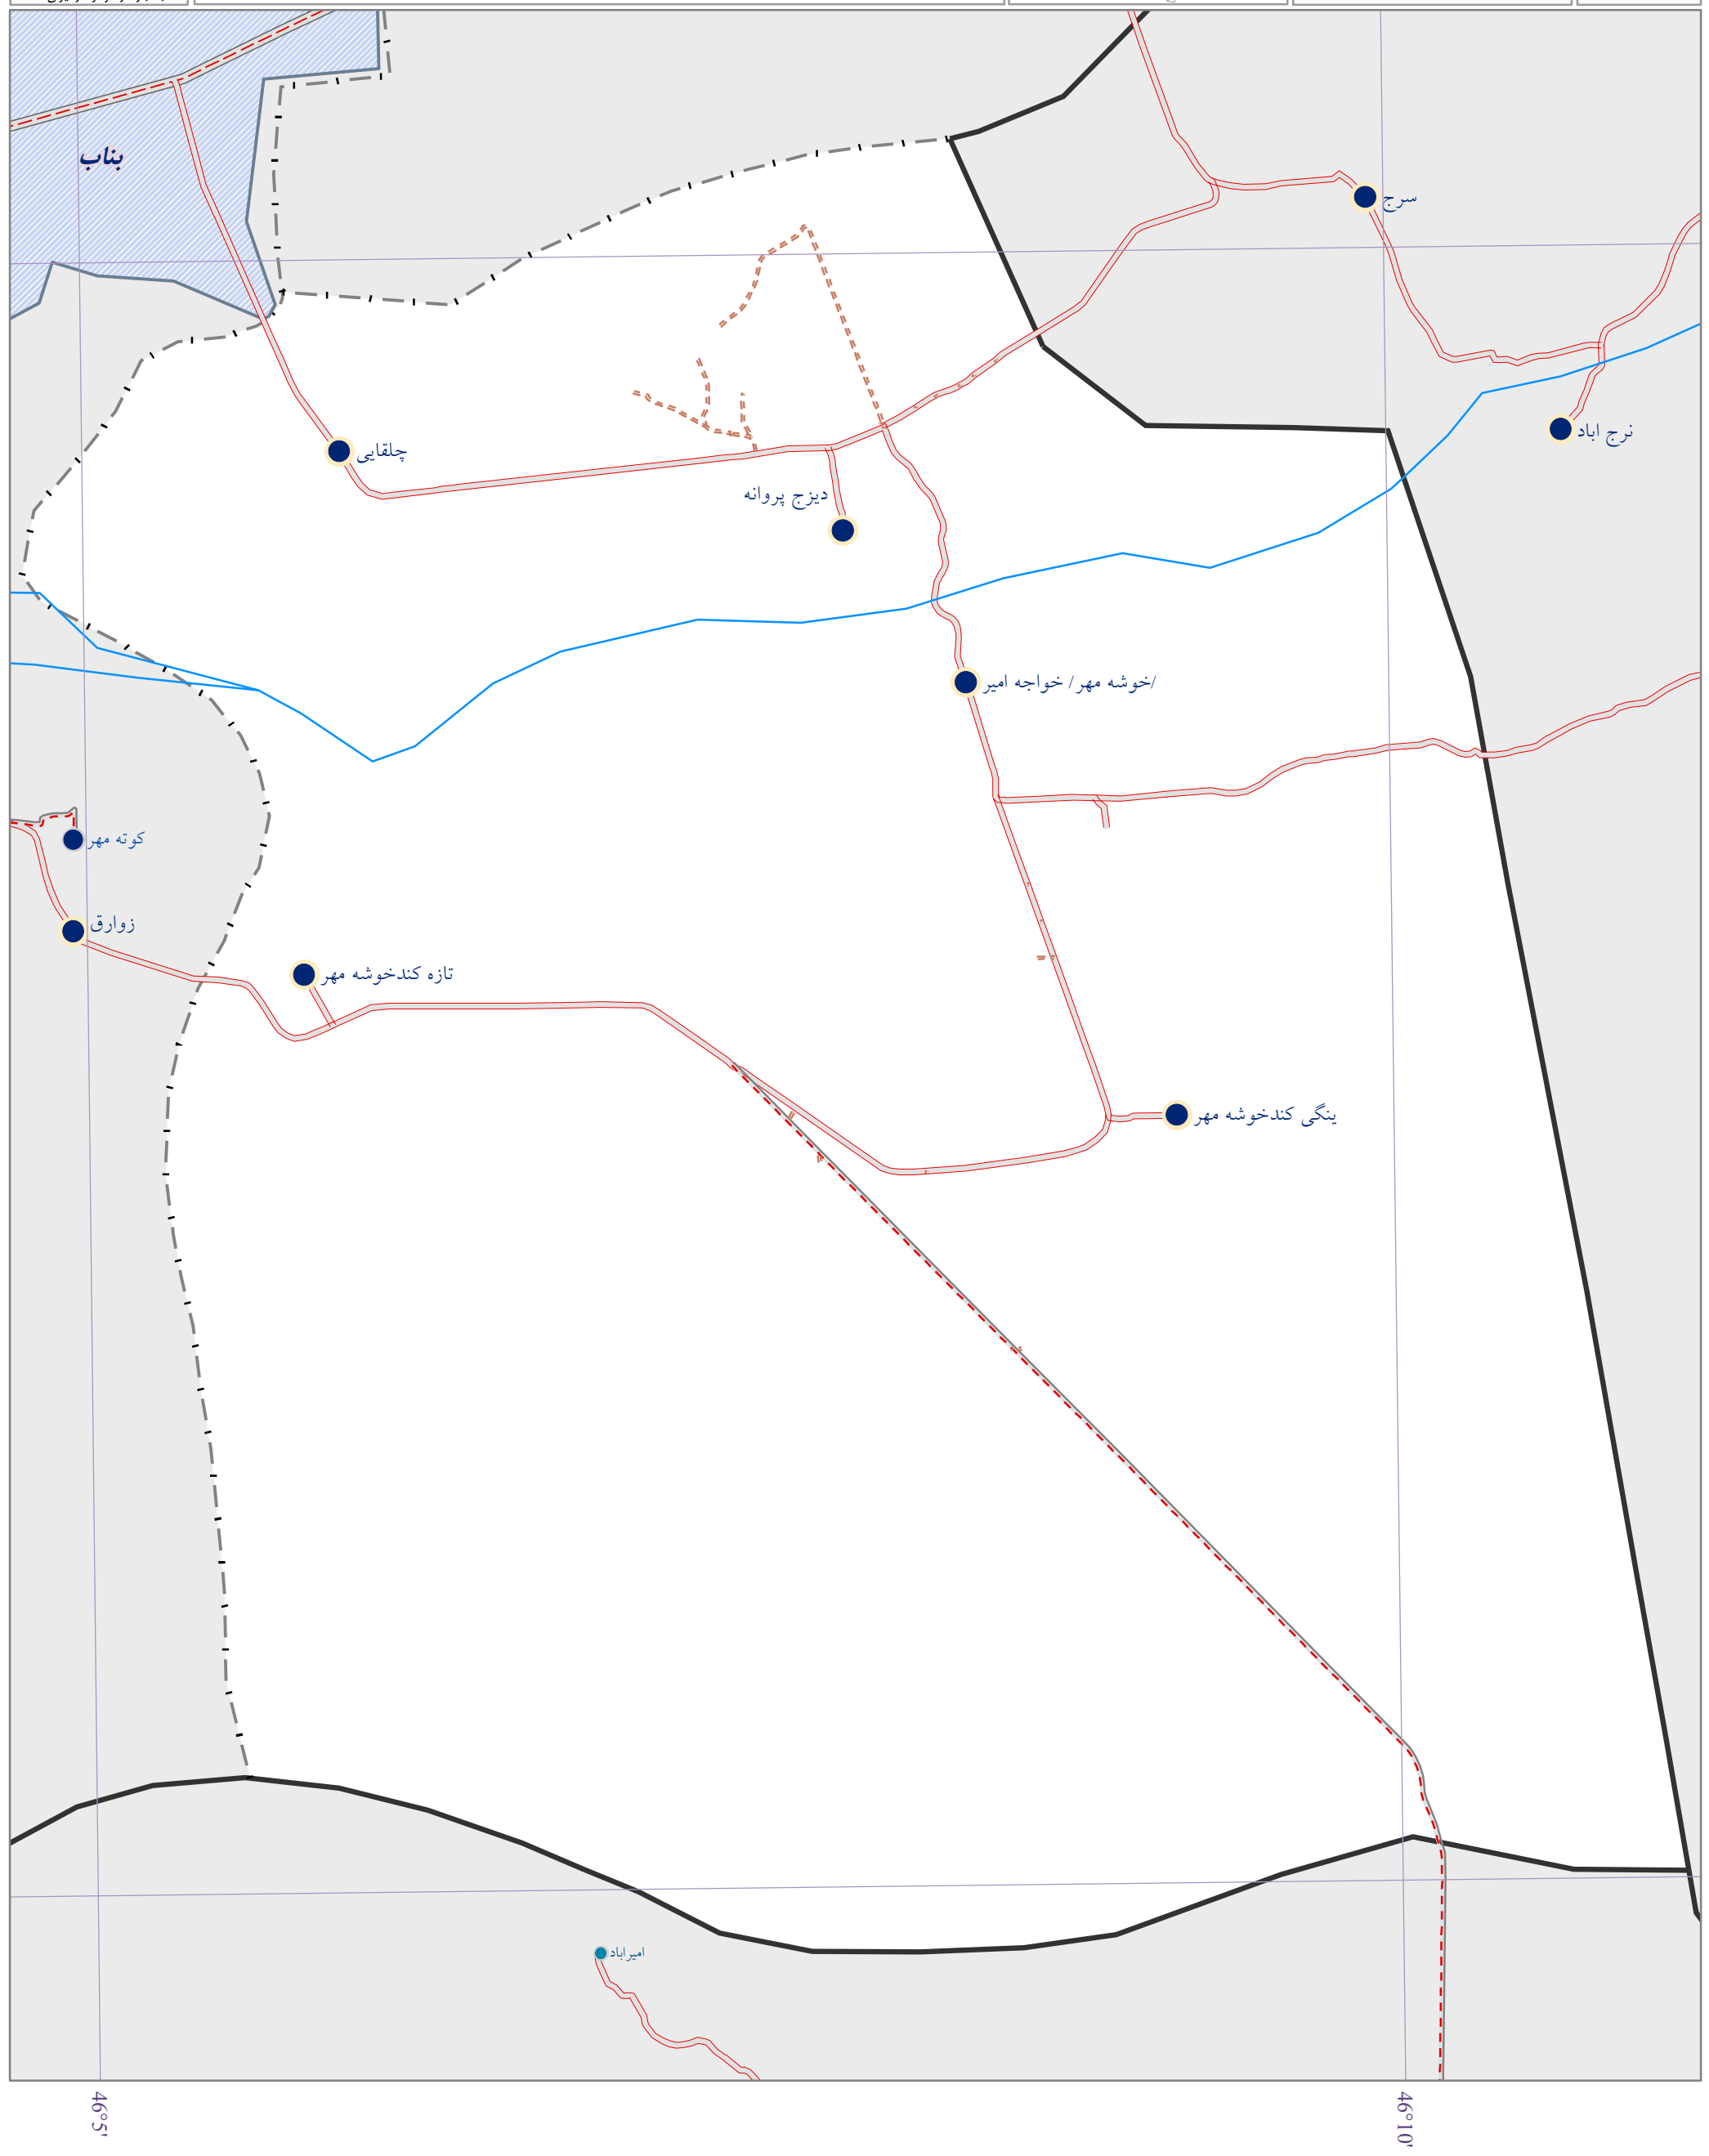 بناب
سرج
نرج اباد
چلقایی
دیزج پروانه
خوشه مهر/ خواجه امیر/
کوته مهر
زوارق
تازه کندخوشه مهر
ینگی کندخوشه مهر
امیراباد
46°5'
46°10'